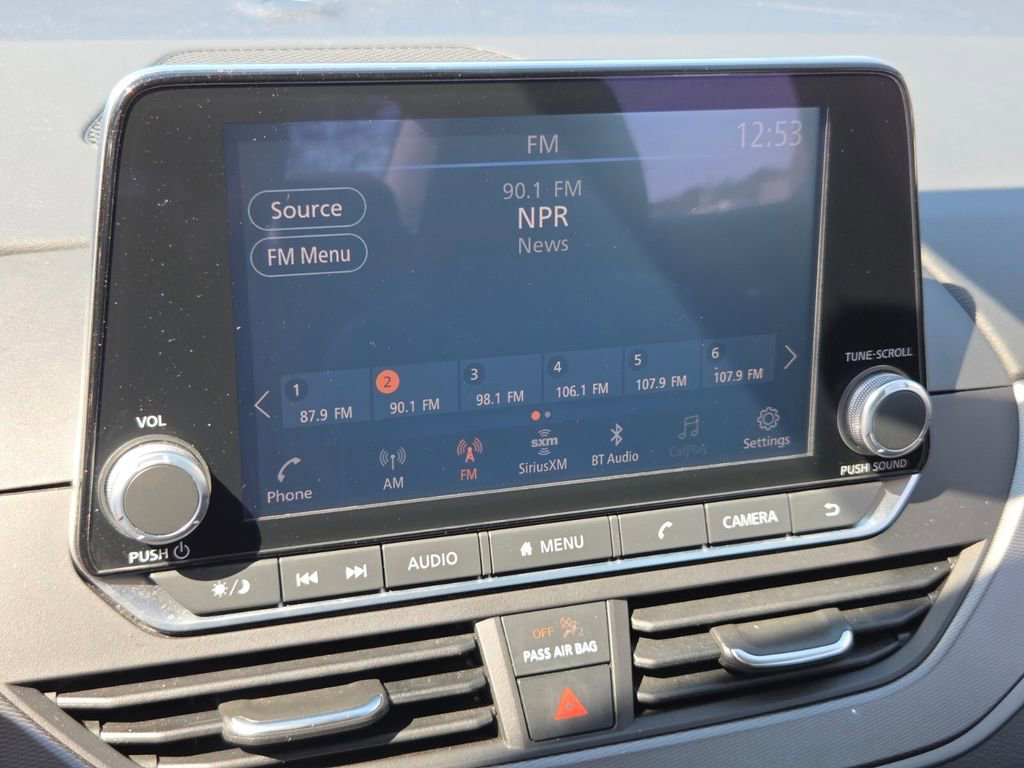 FM
12:53
90.1 FM
NPR
News
Source
FM Menu
1
87.9 FM
2
90.1 FM
3
98.1 FM
4
106.1 FM
5
107.9 FM
6
107.9 FM
Phone
AM
FM
sxm
SiriusXM
BT Audio
CarPlay
Settings
VOL
PUSH
TUNE·SCROLL
PUSH SOUND
AUDIO
MENU
CAMERA
OFF
2
PASS AIR BAG